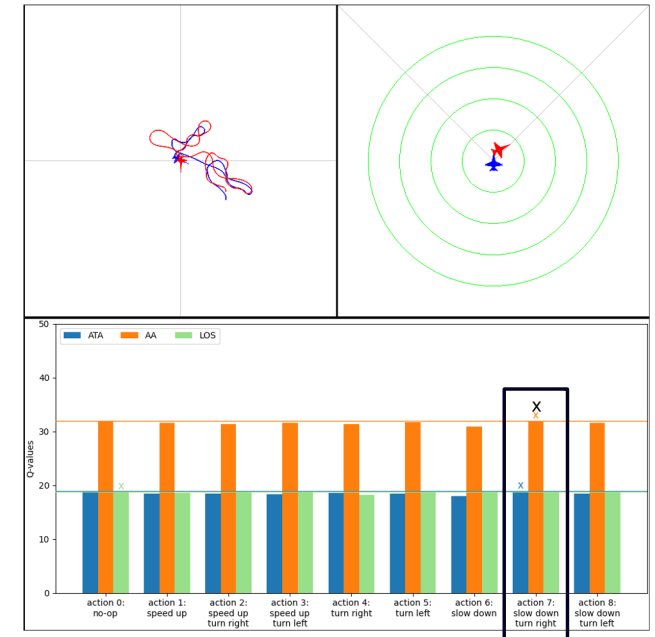 50
ATA AA LOS
40
X
x
30
Q-values
x
x
20
10
0
action 0: action 1: action 2: action 3: action 4: action 5: action 6: action 7: action 8:
no-op speed up speed up speed up turn right turn left slow down slow down slow down
turn right turn left turn right turn left